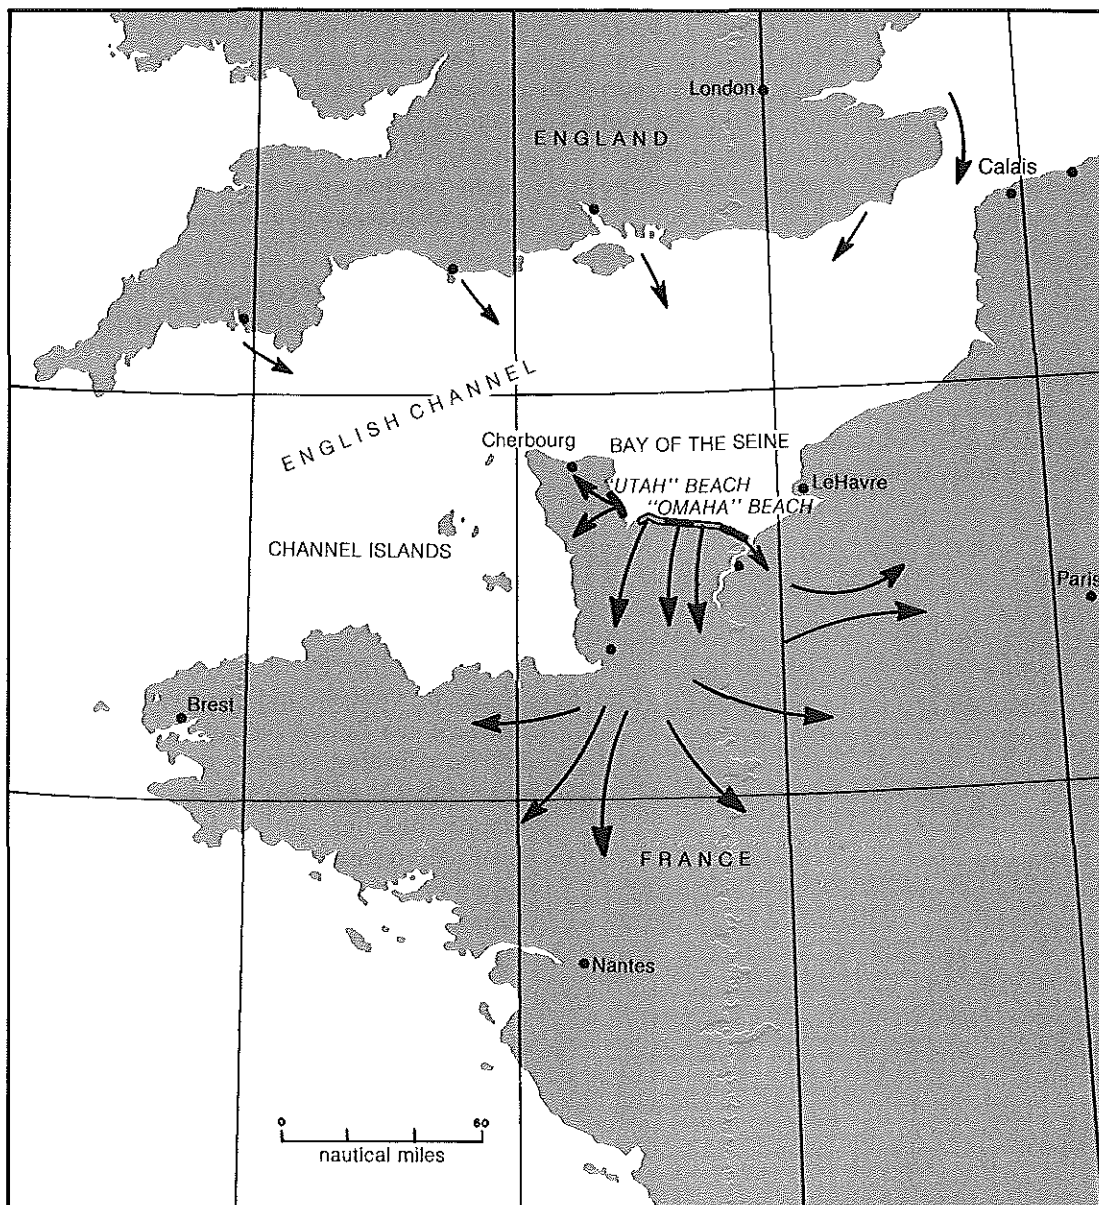 London
ENGLAND
Calais
ENGLISH CHANNEL
Cherbourg
BAY OF THE SEINE
"UTAH" BEACH
LeHavre
"OMAHA" BEACH
CHANNEL ISLANDS
Paris
Brest
FRANCE
Nantes
0 60
nautical miles